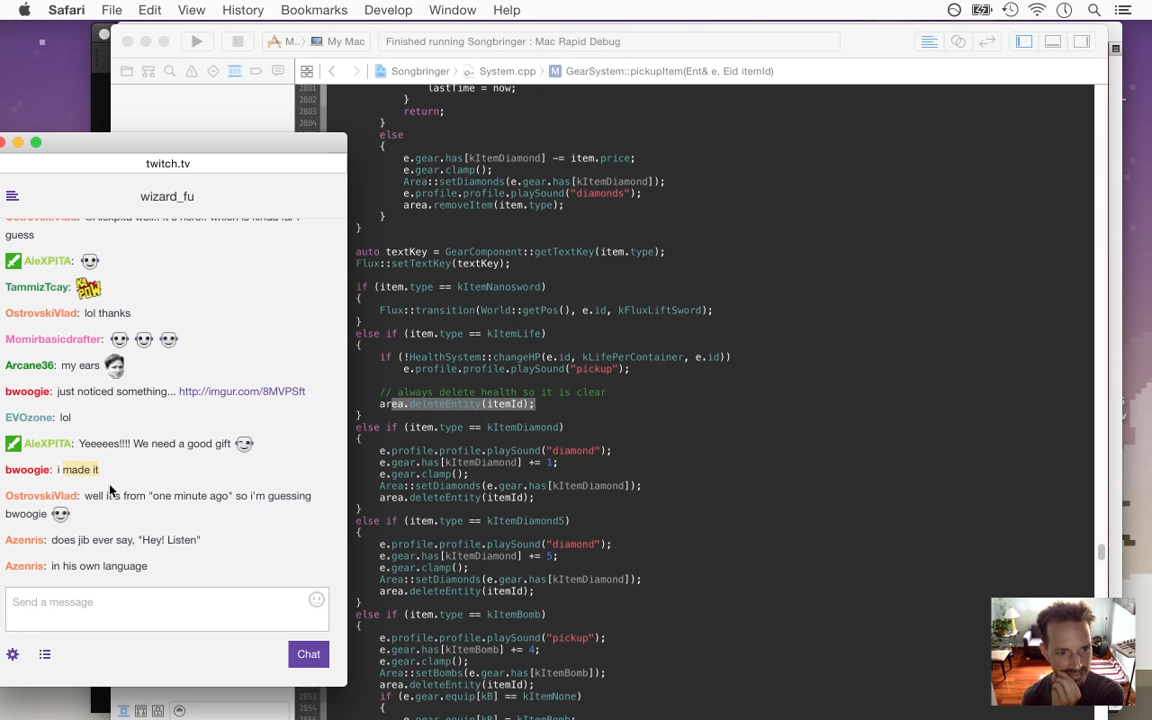 Safari File Edit View History Bookmarks Develop Window Help
M.. My Mac Finished running Songbringer : Mac Rapid Debug
Songbringer System.cpp M GearSystem::pickupItem(Ent& e, Eid itemId)
twitch.tv
wizard_fu
guess
AleXPITA:
TammizTcay:
OstrovskiVlad: lol thanks
Momirbasicdrafter:
Arcane36: my ears
bwoogie: just noticed something... http://imgur.com/8MVPSft
EVOzone: lol
AleXPITA: Yeeeees!!!! We need a good gift
bwoogie: i made it
OstrovskiVlad: well it's from "one minute ago" so i'm guessing
bwoogie
Azenris: does jib ever say, "Hey! Listen"
Azenris: in his own language
Send a message
Chat
2801 lastTime = now;
2802 }
2803 return;
2804 }
else
{
e.gear.has[kItemDiamond] -= item.price;
e.gear.clamp();
Area::setDiamonds(e.gear.has[kItemDiamond]);
e.profile.profile.playSound("diamonds");
area.removeItem(item.type);
}
}
auto textKey = GearComponent::getTextKey(item.type);
Flux::setTextKey(textKey);
if (item.type == kItemNanosword)
{
Flux::transition(World::getPos(), e.id, kFluxLiftSword);
}
else if (item.type == kItemLife)
{
if (!HealthSystem::changeHP(e.id, kLifePerContainer, e.id))
e.profile.profile.playSound("pickup");
// always delete health so it is clear
area.deleteEntity(itemId);
}
else if (item.type == kItemDiamond)
{
e.profile.profile.playSound("diamond");
e.gear.has[kItemDiamond] += 1;
e.gear.clamp();
Area::setDiamonds(e.gear.has[kItemDiamond]);
area.deleteEntity(itemId);
}
else if (item.type == kItemDiamond5)
{
e.profile.profile.playSound("diamond");
e.gear.has[kItemDiamond] += 5;
e.gear.clamp();
Area::setDiamonds(e.gear.has[kItemDiamond]);
area.deleteEntity(itemId);
}
else if (item.type == kItemBomb)
{
e.profile.profile.playSound("pickup");
e.gear.has[kItemBomb] += 4;
e.gear.clamp();
Area::setBombs(e.gear.has[kItemBomb]);
area.deleteEntity(itemId);
2853 if (e.gear.equip[kB] == kItemNone)
2854 {